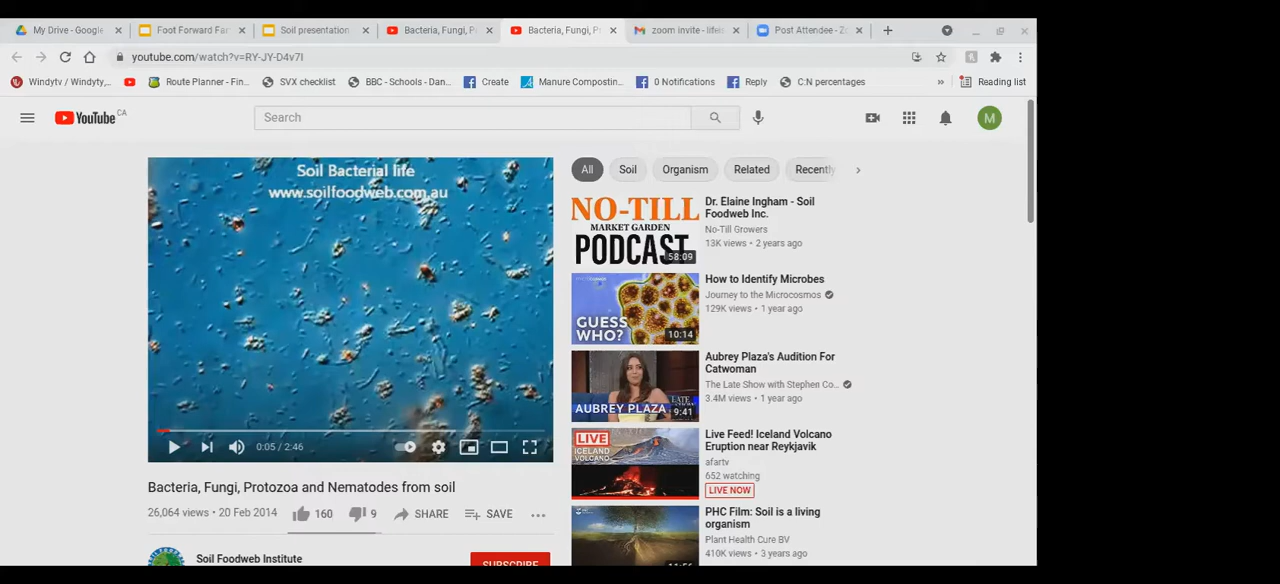 My Drive - Google
Foot Forward Far
Soil presentation
Bacteria, Fungi, P
Bacteria, Fungi, P
zoom invite - lifei
Post Attendee - Z
youtube.com/watch?v=RY-JY-D4v7I
Windytv / Windyty,...
Route Planner - Fin...
SVX checklist
BBC - Schools - Dan...
Create
Manure Compostin...
0 Notifications
Reply
C:N percentages
»
Reading list
YouTube CA
Search
M
Soil Bacterial life
www.soilfoodweb.com.au
0:05 / 2:46
Bacteria, Fungi, Protozoa and Nematodes from soil
26,064 views • 20 Feb 2014
160
9
SHARE
SAVE
Soil Foodweb Institute
SUBSCRIBE
All
Soil
Organism
Related
Recently
NO-TILL
MARKET GARDEN
PODCAST
58:09
Dr. Elaine Ingham - Soil
Foodweb Inc.
No-Till Growers
13K views • 2 years ago
GUESS
WHO?
10:14
How to Identify Microbes
Journey to the Microcosmos
129K views • 1 year ago
AUBREY PLAZA
LATE
9:41
Aubrey Plaza's Audition For
Catwoman
The Late Show with Stephen Co...
3.4M views • 1 year ago
LIVE
ICELAND
VOLCANO
Live Feed! Iceland Volcano
Eruption near Reykjavik
afartv
652 watching
LIVE NOW
11:56
PHC Film: Soil is a living
organism
Plant Health Cure BV
410K views • 3 years ago